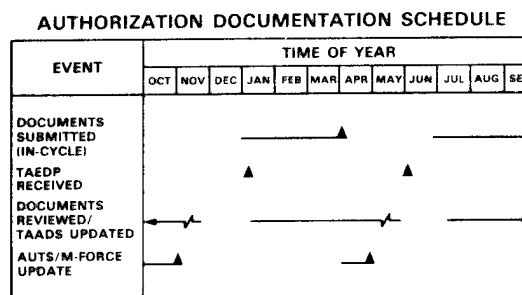 AUTHORIZATION DOCUMENTATION SCHEDULE
EVENT
TIME OF YEAR
OCT NOV DEC JAN FEB MAR APR MAY JUN JUL AUG SE
DOCUMENTS
SUBMITTED
(IN-CYCLE)
TAEDP
RECEIVED
DOCUMENTS
REVIEWED/
TAADS UPDATED
AUTS/M-FORCE
UPDATE